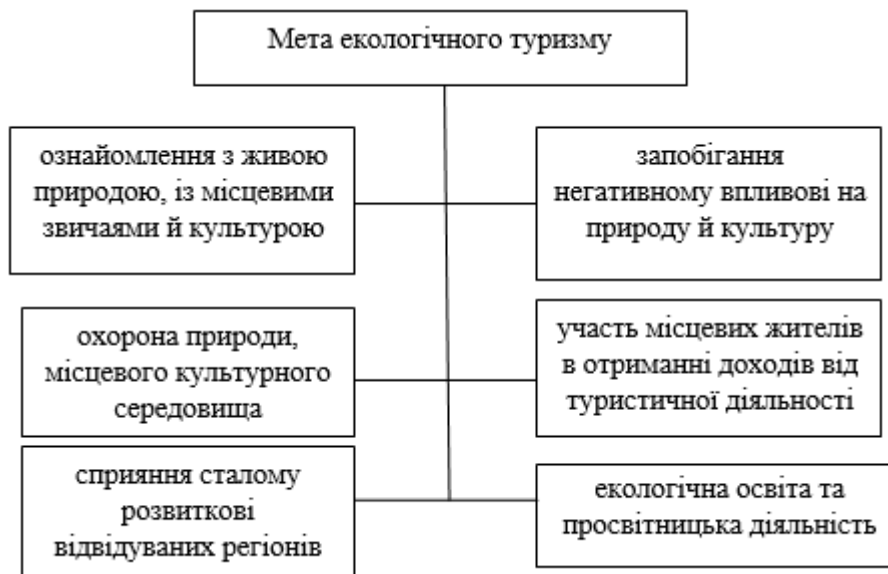 Мета екологічного туризму
ознайомлення з живою
природою, із місцевими
звичаями й культурою
запобігання
негативному впливові на
природу й культуру
охорона природи,
місцевого культурного
середовища
участь місцевих жителів
в отриманні доходів від
туристичної діяльності
сприяння сталому
розвиткові
відвідуваних регіонів
екологічна освіта та
просвітницька діяльність